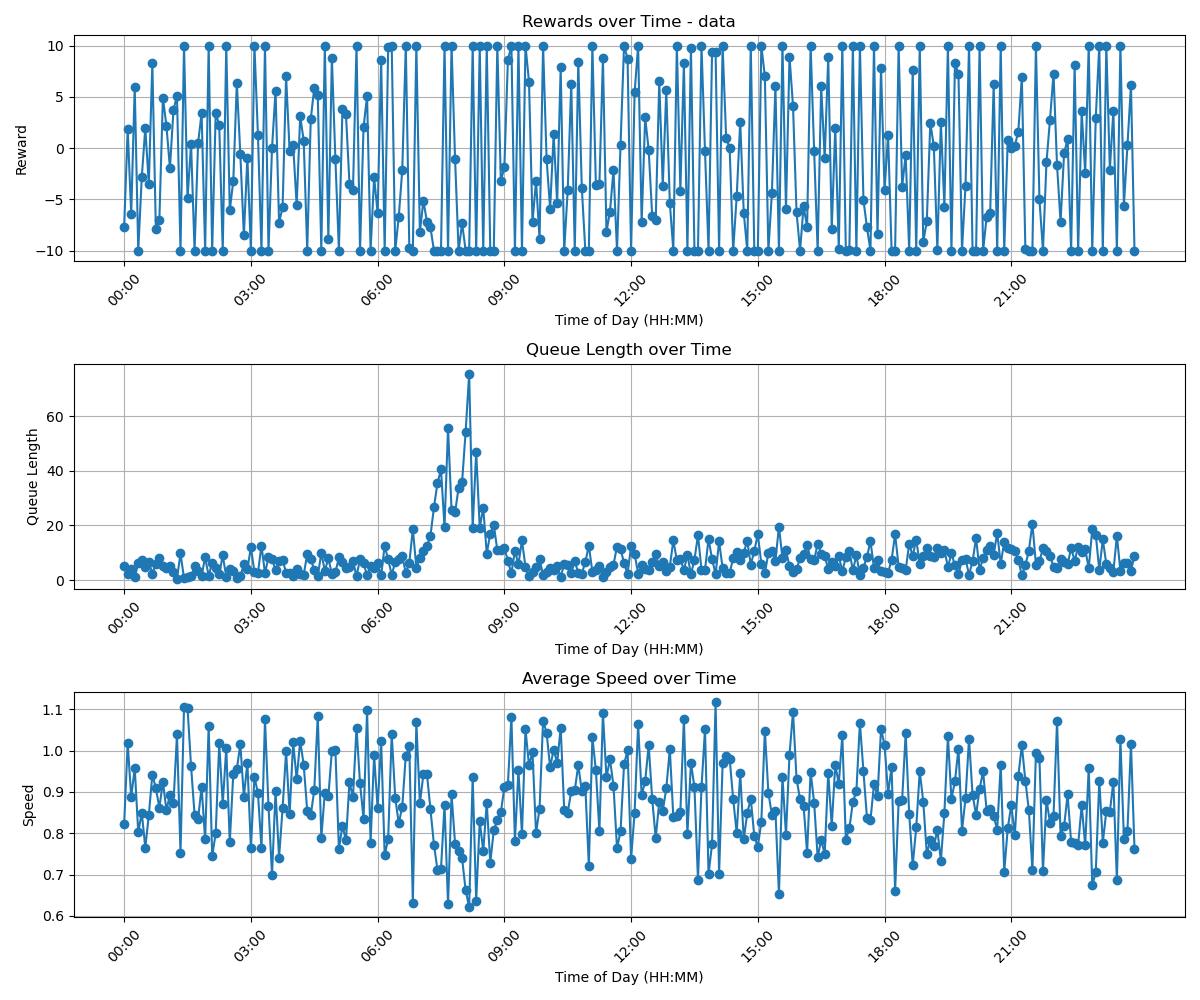 Rewards over Time - data
Reward
10
5
0
−5
−10
00:00 03:00 06:00 09:00 12:00 15:00 18:00 21:00
Time of Day (HH:MM)
Queue Length over Time
Queue Length
60
40
20
0
00:00 03:00 06:00 09:00 12:00 15:00 18:00 21:00
Time of Day (HH:MM)
Average Speed over Time
Speed
1.1
1.0
0.9
0.8
0.7
0.6
00:00 03:00 06:00 09:00 12:00 15:00 18:00 21:00
Time of Day (HH:MM)